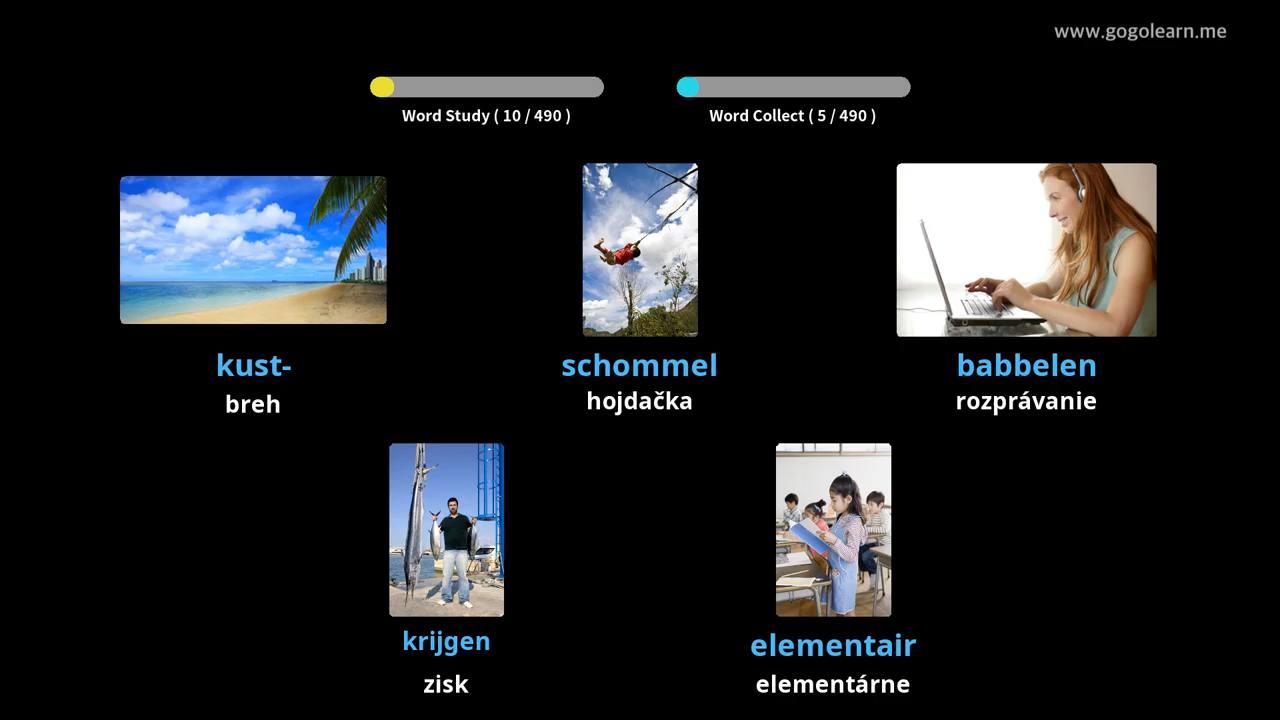 www.gogolearn.me
Word Study ( 10 / 490 )
Word Collect ( 5 / 490 )
kust-
breh
schommel
hojdačka
babbelen
rozprávanie
krijgen
zisk
elementair
elementárne